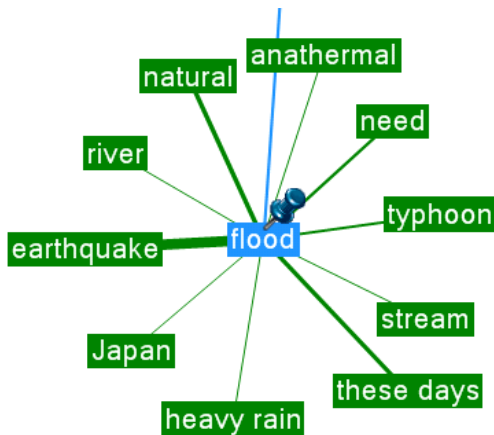 anathermal
natural
need
river
typhoon
flood
earthquake
stream
Japan
these days
heavy rain